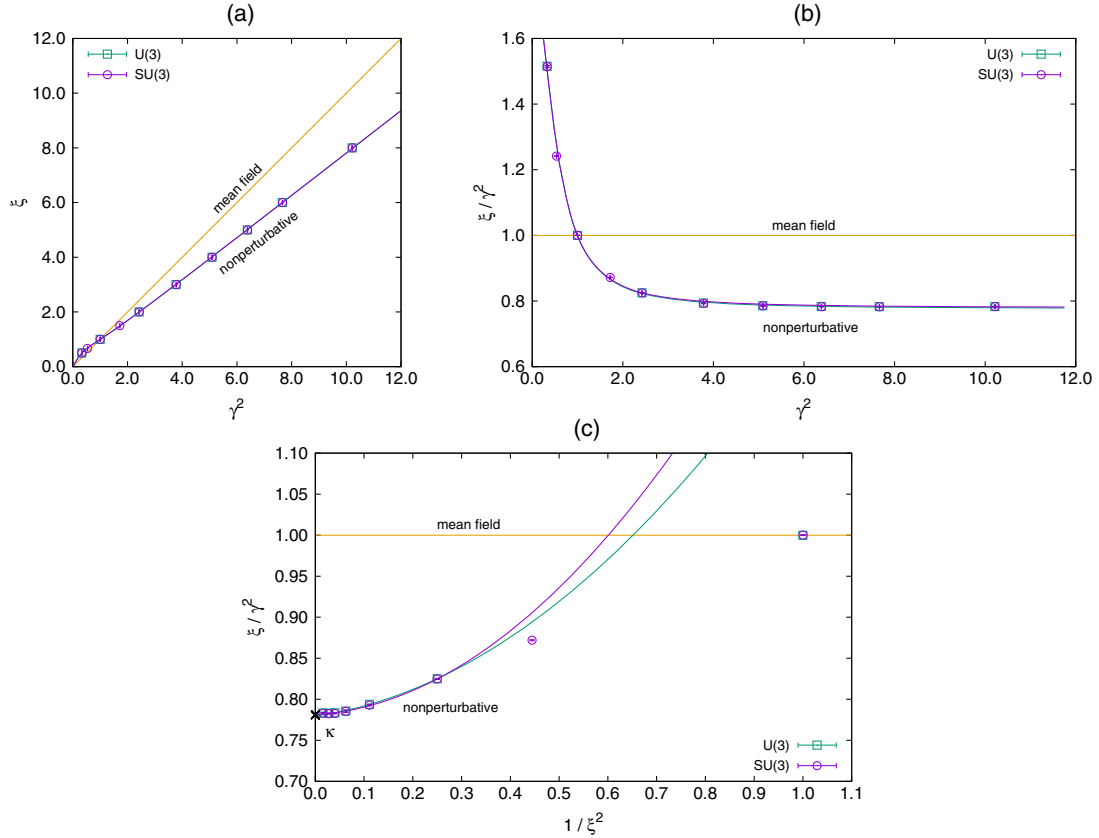 (a)
12.0
10.0
8.0
6.0
4.0
2.0
0.0
ξ
U(3)
SU(3)
mean field
nonperturbative
0.0 2.0 4.0 6.0 8.0 10.0 12.0
γ²
(b)
1.6
1.4
1.2
1.0
0.8
0.6
ξ / γ²
U(3)
SU(3)
mean field
nonperturbative
0.0 2.0 4.0 6.0 8.0 10.0 12.0
γ²
(c)
1.10
1.05
1.00
0.95
0.90
0.85
0.80
0.75
0.70
ξ / γ²
mean field
nonperturbative
κ
U(3)
SU(3)
0.0 0.1 0.2 0.3 0.4 0.5 0.6 0.7 0.8 0.9 1.0 1.1
1 / ξ²